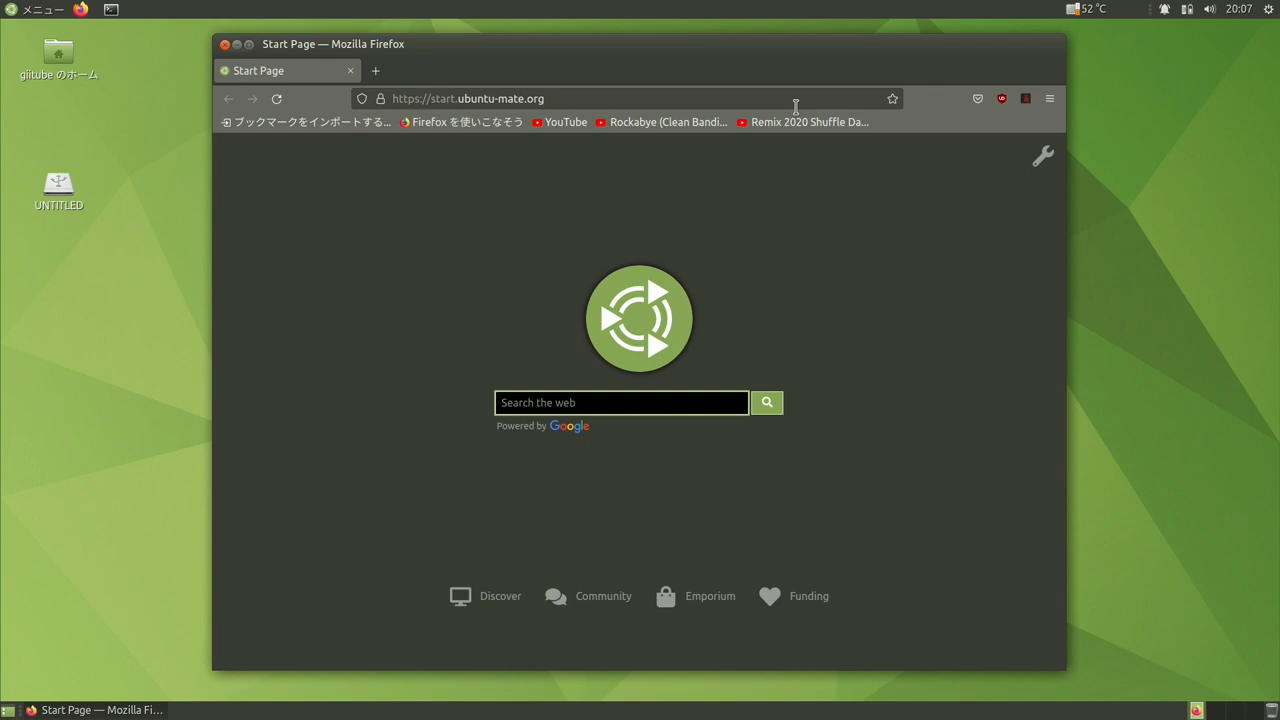 メニュー
52 ℃
20:07
giitube のホーム
UNTITLED
Start Page — Mozilla Firefox
Start Page
https://start.ubuntu-mate.org
ブックマークをインポートする...
Firefox を使いこなそう
YouTube
Rockabye (Clean Bandi...
Remix 2020 Shuffle Da...
Search the web
Powered by Google
Discover
Community
Emporium
Funding
Start Page — Mozilla Fi...